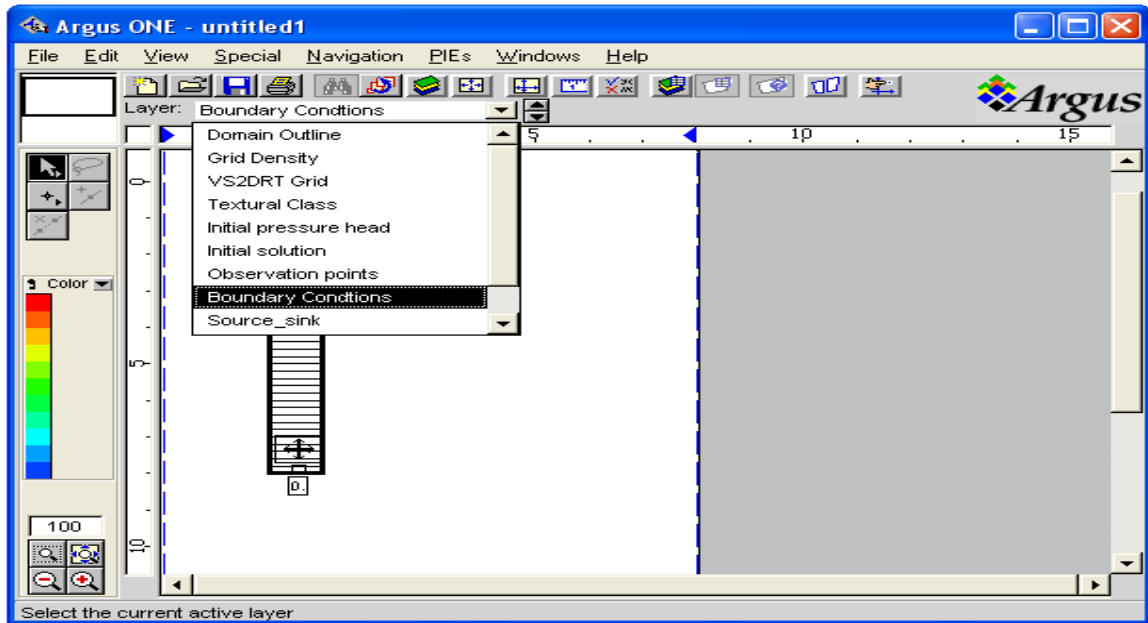 Argus ONE - untitled1
File Edit View Special Navigation PIEs Windows Help
Layer: Boundary Condtions
Argus
5 10 15
Domain Outline
Grid Density
VS2DRT Grid
Textural Class
Initial pressure head
Initial solution
Observation points
Boundary Condtions
Source_sink
0
Color
5
0.
100
10
Select the current active layer